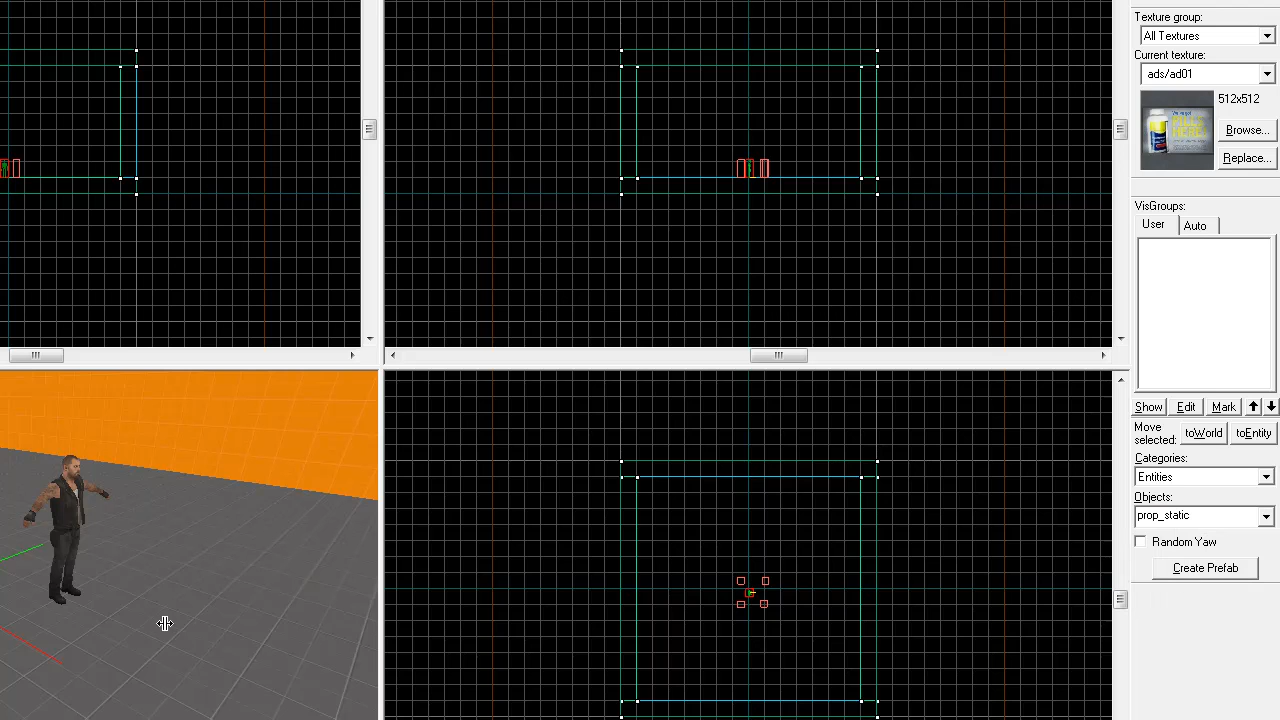 Texture group:
All Textures
Current texture:
ads/ad01
512x512
B...
Replace...
VisGroups:
User
Auto
Show
Edit
Mark
Move
selected:
toWorld
toEntity
Categories:
Entities
Objects:
prop_static
Random Yaw
Create Prefab